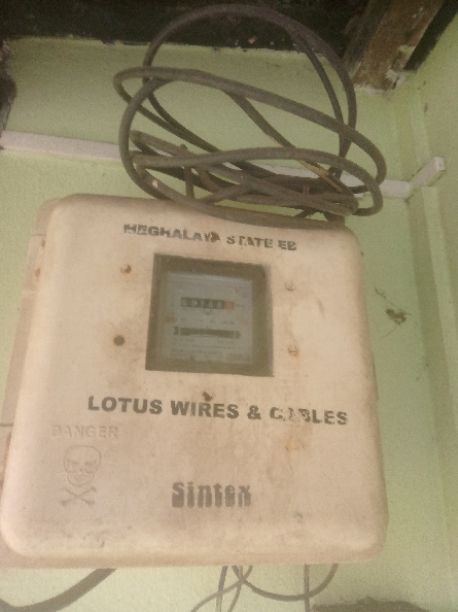 MEGHALAYA STATE EB
LOTUS WIRES & CABLES
DANGER
Sintex